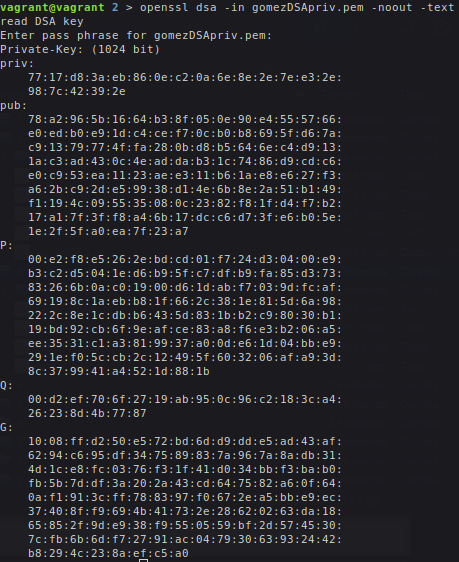 vagrant@vagrant 2 > openssl dsa -in gomezDSApriv.pem -noout -text
read DSA key
Enter pass phrase for gomezDSApriv.pem:
Private-Key: (1024 bit)
priv:
77:17:d8:3a:eb:86:0e:c2:0a:6e:8e:2e:7e:e3:2e:
98:7c:42:39:2e
pub:
78:a2:96:5b:16:64:b3:8f:05:0e:90:e4:55:57:66:
e0:ed:b0:e9:1d:c4:ce:f7:0c:b0:b8:69:5f:d6:7a:
c9:13:79:77:4f:fa:28:0b:d8:b5:64:6e:c4:d9:13:
1a:c3:ad:43:0c:4e:ad:da:b3:1c:74:86:d9:cd:c6:
e0:c9:53:ea:11:23:ae:e3:11:b6:1a:e8:e6:27:f3:
a6:2b:c9:2d:e5:99:38:d1:4e:6b:8e:2a:51:b1:49:
f1:19:4c:09:55:35:08:0c:23:82:f8:1f:d4:f7:b2:
17:a1:7f:3f:f8:a4:6b:17:dc:c6:d7:3f:e6:b0:5e:
1e:2f:5f:a0:ea:7f:23:a7
P:
00:e2:f8:e5:26:2e:bd:cd:01:f7:24:d3:04:00:e9:
b3:c2:d5:04:1e:d6:b9:5f:c7:df:b9:fa:85:d3:73:
83:26:6b:0a:c0:19:00:d6:1d:ab:f7:03:9d:fc:af:
69:19:8c:1a:eb:b8:1f:66:2c:38:1e:81:5d:6a:98:
22:2c:8e:1c:db:b6:43:5d:83:1b:b2:c9:80:30:b1:
19:bd:92:cb:6f:9e:af:ce:83:a8:f6:e3:b2:06:a5:
ee:35:31:c1:a3:81:99:37:a0:0d:e6:1d:04:bb:e9:
29:1e:f0:5c:cb:2c:12:49:5f:60:32:06:af:a9:3d:
8c:37:99:41:a4:52:1d:88:1b
Q:
00:d2:ef:70:6f:27:19:ab:95:0c:96:c2:18:3c:a4:
26:23:8d:4b:77:87
G:
10:08:ff:d2:50:e5:72:bd:6d:d9:dd:e5:ad:43:af:
62:94:c6:95:df:34:75:89:83:7a:96:7a:8a:db:31:
4d:1c:e8:fc:03:76:f3:1f:41:d0:34:bb:f3:ba:b0:
fb:5b:7d:df:3a:20:2a:43:cd:64:75:82:a6:0f:64:
0a:f1:91:3c:ff:78:83:97:f0:67:2e:a5:bb:e9:ec:
37:40:8f:f9:69:4b:41:73:2e:28:62:02:63:da:18:
65:85:2f:9d:e9:38:f9:55:05:59:bf:2d:57:45:30:
7c:fb:6b:6d:f7:27:91:ac:04:79:30:63:93:24:42:
b8:29:4c:23:8a:ef:c5:a0